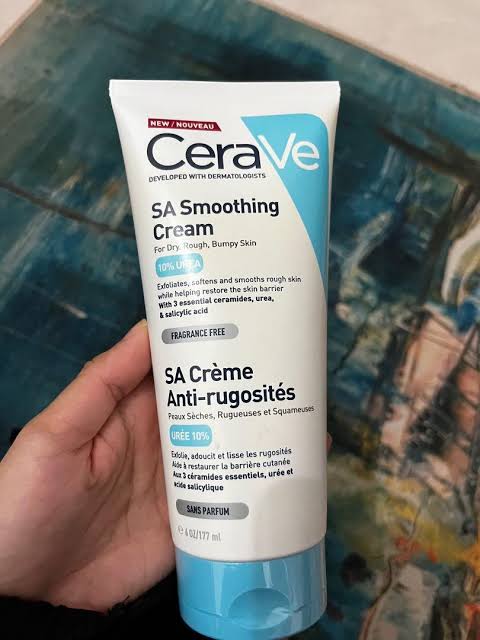 NEW / NOUVEAU
CeraVe
DEVELOPED WITH DERMATOLOGISTS
SA Smoothing
Cream
For Dry, Rough, Bumpy Skin
10% UREA
Exfoliates, softens and smooths rough skin
while helping restore the skin barrier
With 3 essential ceramides, urea,
& salicylic acid
FRAGRANCE FREE
SA Crème
Anti-rugosités
Peaux Sèches, Rugueuses et Squameuses
URÉE 10%
Exfolie, adoucit et lisse les rugosités
Aide à restaurer la barrière cutanée
Aux 3 céramides essentiels, urée et
acide salicylique
SANS PARFUM
℮ 6 OZ/177 ml